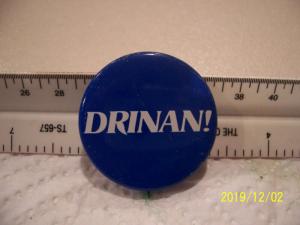 28 26 38 40
DRINAN!
7 TS-657 THE C 4
2019/12/02